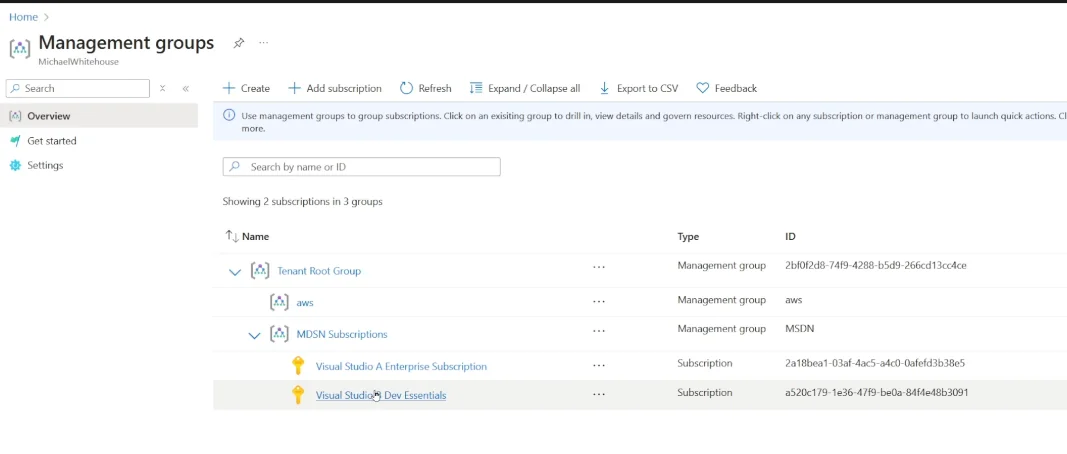 Home
Management groups
MichaelWhitehouse
Search
Overview
Get started
Settings
Create Add subscription Refresh Expand / Collapse all Export to CSV Feedback
Use management groups to group subscriptions. Click on an exisiting group to drill in, view details and govern resources. Right-click on any subscription or management group to launch quick actions.
more.
Search by name or ID
Showing 2 subscriptions in 3 groups
Name Type ID
Tenant Root Group ... Management group 2bf0f2d8-74f9-4288-b5d9-266cd13cc4ce
aws ... Management group aws
MDSN Subscriptions ... Management group MSDN
Visual Studio A Enterprise Subscription ... Subscription 2a18bea1-03af-4ac5-a4c0-0afefd3b38e5
Visual Studio Dev Essentials ... Subscription a520c179-1e36-47f9-be0a-84f4e48b3091